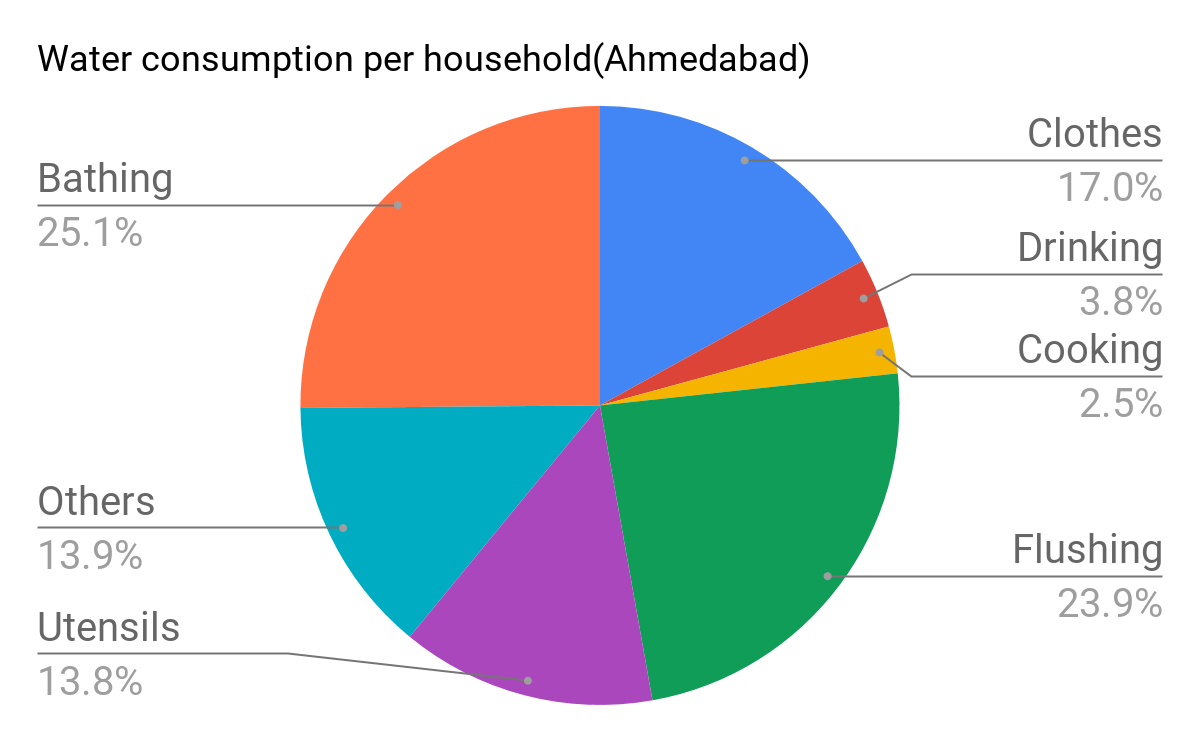 Water consumption per household(Ahmedabad)
Clothes
17.0%
Drinking
3.8%
Cooking
2.5%
Flushing
23.9%
Bathing
25.1%
Others
13.9%
Utensils
13.8%